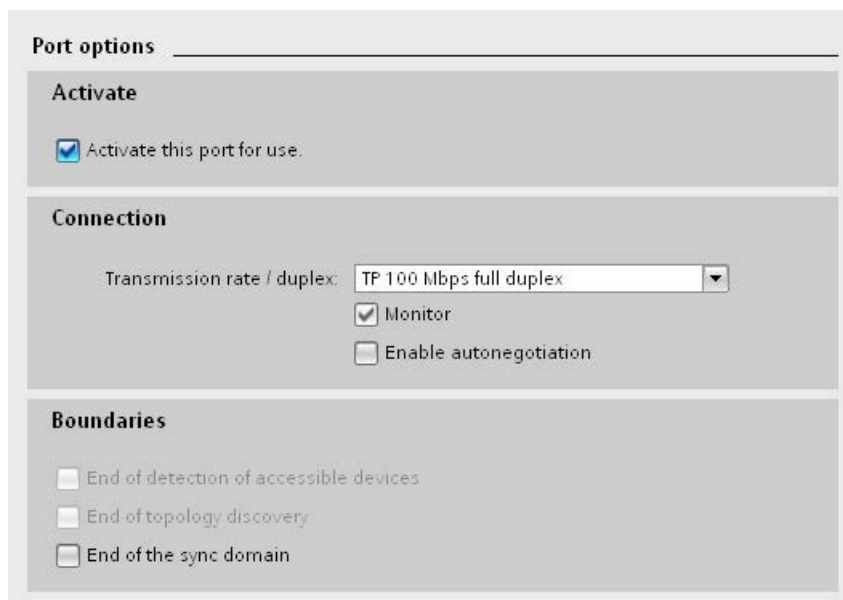 Port options
Activate
Activate this port for use.
Connection
Transmission rate / duplex: TP 100 Mbps full duplex
Monitor
Enable autonegotiation
Boundaries
End of detection of accessible devices
End of topology discovery
End of the sync domain